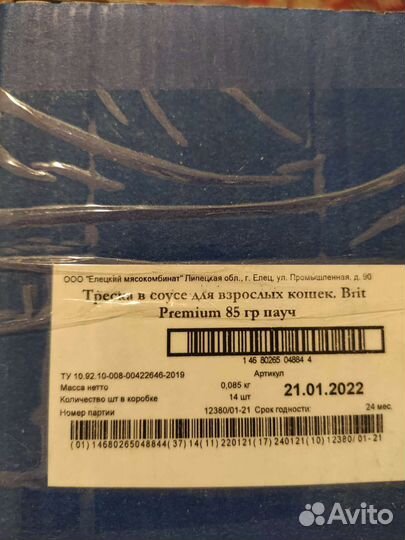 ООО "Елецкий мясокомбинат" Липецкая обл., г. Елец, ул. Промышленная, д. 90
Треска в соусе для взрослых кошек. Brit
Premium 85 гр пауч
1 46 80265 04884 4
ТУ 10.92.10-008-00422646-2019 Артикул
Масса нетто 0,085 кг 21.01.2022
Количество шт в коробке 14 шт
Номер партии 12380/01-21 Срок годности: 24 мес.
(01)14680265048844(37)14(11)220121(17)240121(10)12380/01-21
Avito